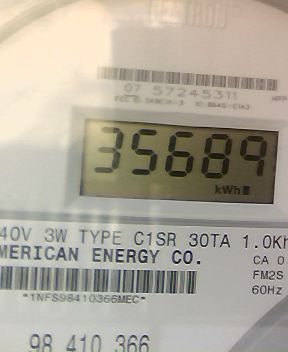 CENTRON®
07 57245311
35689
kWh
40V 3W TYPE C1SR 30TA 1.0Kh
MERICAN ENERGY CO.
CA 0
FM2S
60Hz
*1NFS98410366MEC*
98 410 366